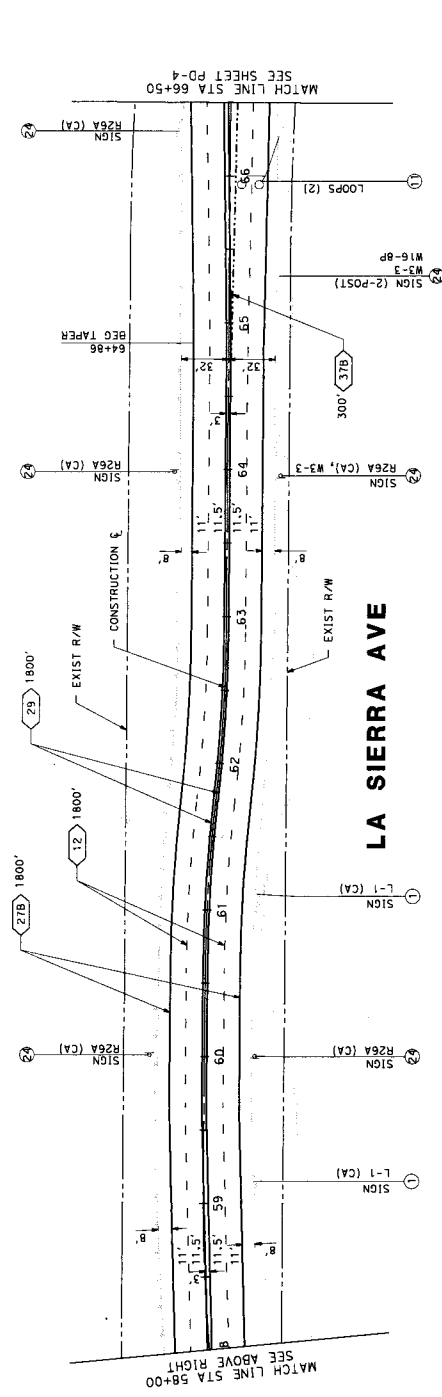 MATCH LINE STA 66+50
SEE SHEET PD-4
24
SIGN
R26A (CA)
66
LOOPS (2)
11
SIGN (2-POST)
W3-3
W16-8P
24
64+86
BEG TAPER
65
32'
32'
3'
300'
37B
24
SIGN
R26A (CA)
64
SIGN
R26A (CA), W3-3
24
8'
11'
11.5'
11.5'
11'
8'
CONSTRUCTION ℄
EXIST R/W
63
EXIST R/W
LA SIERRA AVE
29
1800'
62
12
1800'
27B
1800'
61
SIGN
L-1 (CA)
1
24
SIGN
R26A (CA)
60
SIGN
R26A (CA)
24
59
SIGN
L-1 (CA)
1
8'
11'
11.5'
3'
11.5'
11'
8'
MATCH LINE STA 58+00
SEE ABOVE RIGHT